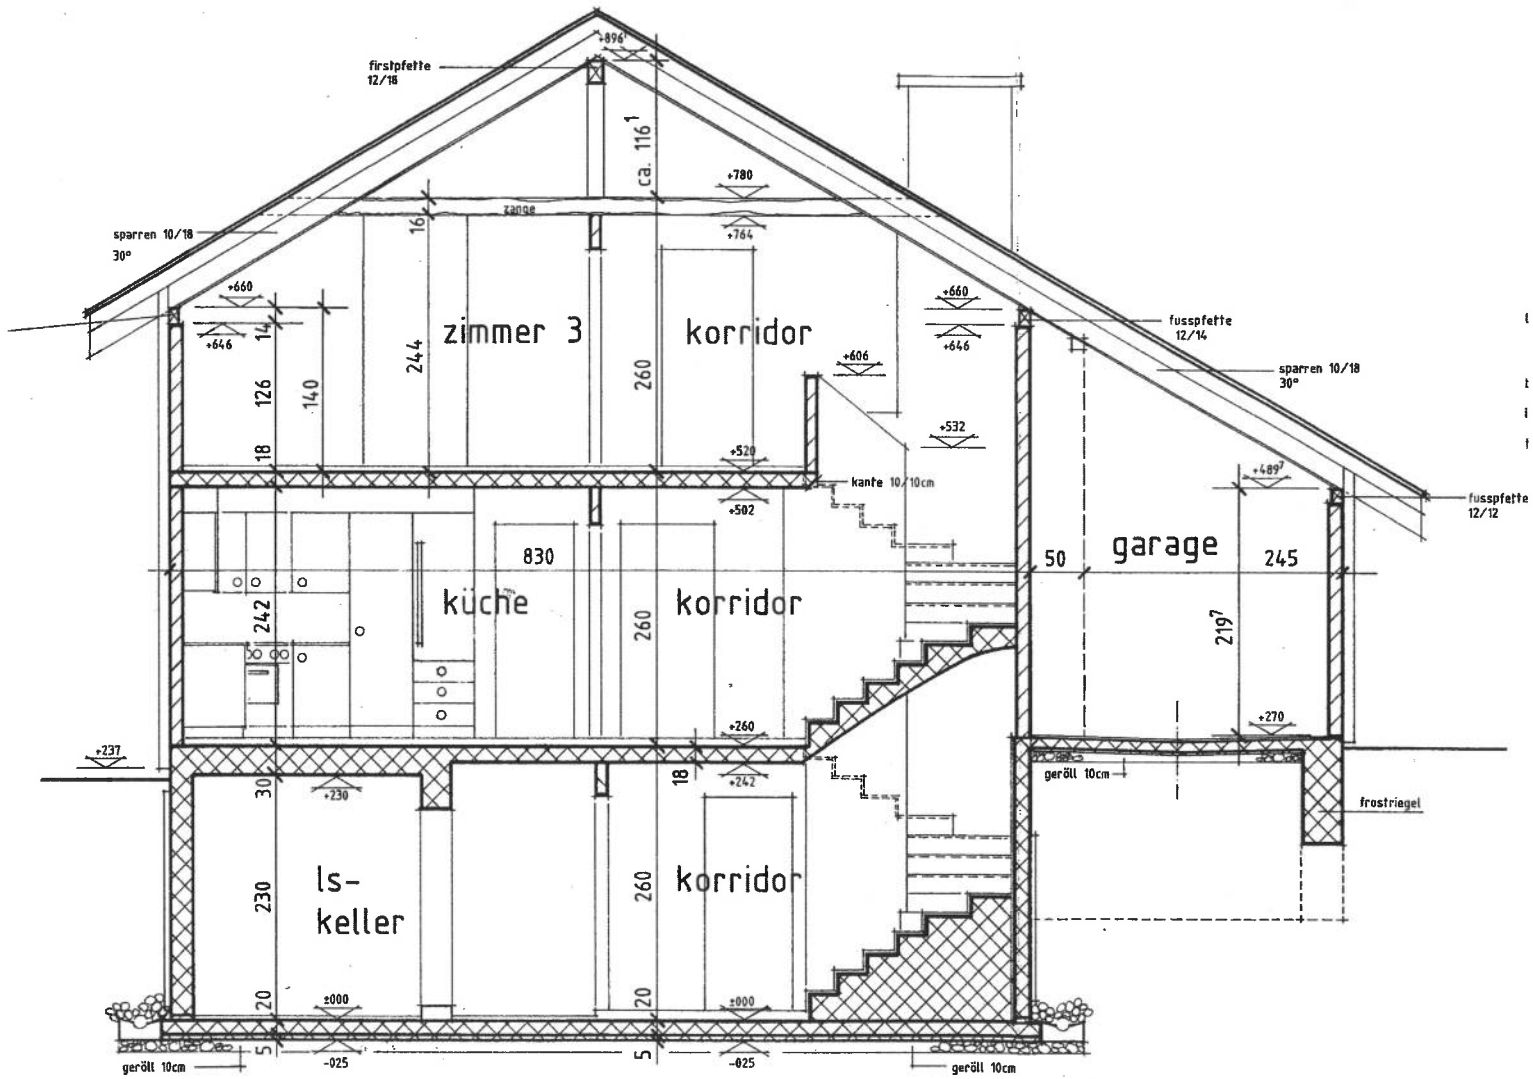 +896¹
firstpfette
12/18
ca. 116¹
+780
zange
16
+764
sparren 10/18
30°
+660
+660
14
+646
zimmer 3
korridor
+646
fusspfette
12/14
244
+606
260
sparren 10/18
30°
126
140
+532
18
+520
+489⁷
kante 10/10cm
+502
fusspfette
12/12
830
50
garage
245
242
küche
260
korridor
219⁷
+260
+270
+237
18
+242
geröll 10cm
30
+230
frostriegel
ls-
keller
230
260
korridor
20
±000
20
±000
5
-025
5
-025
geröll 10cm
geröll 10cm